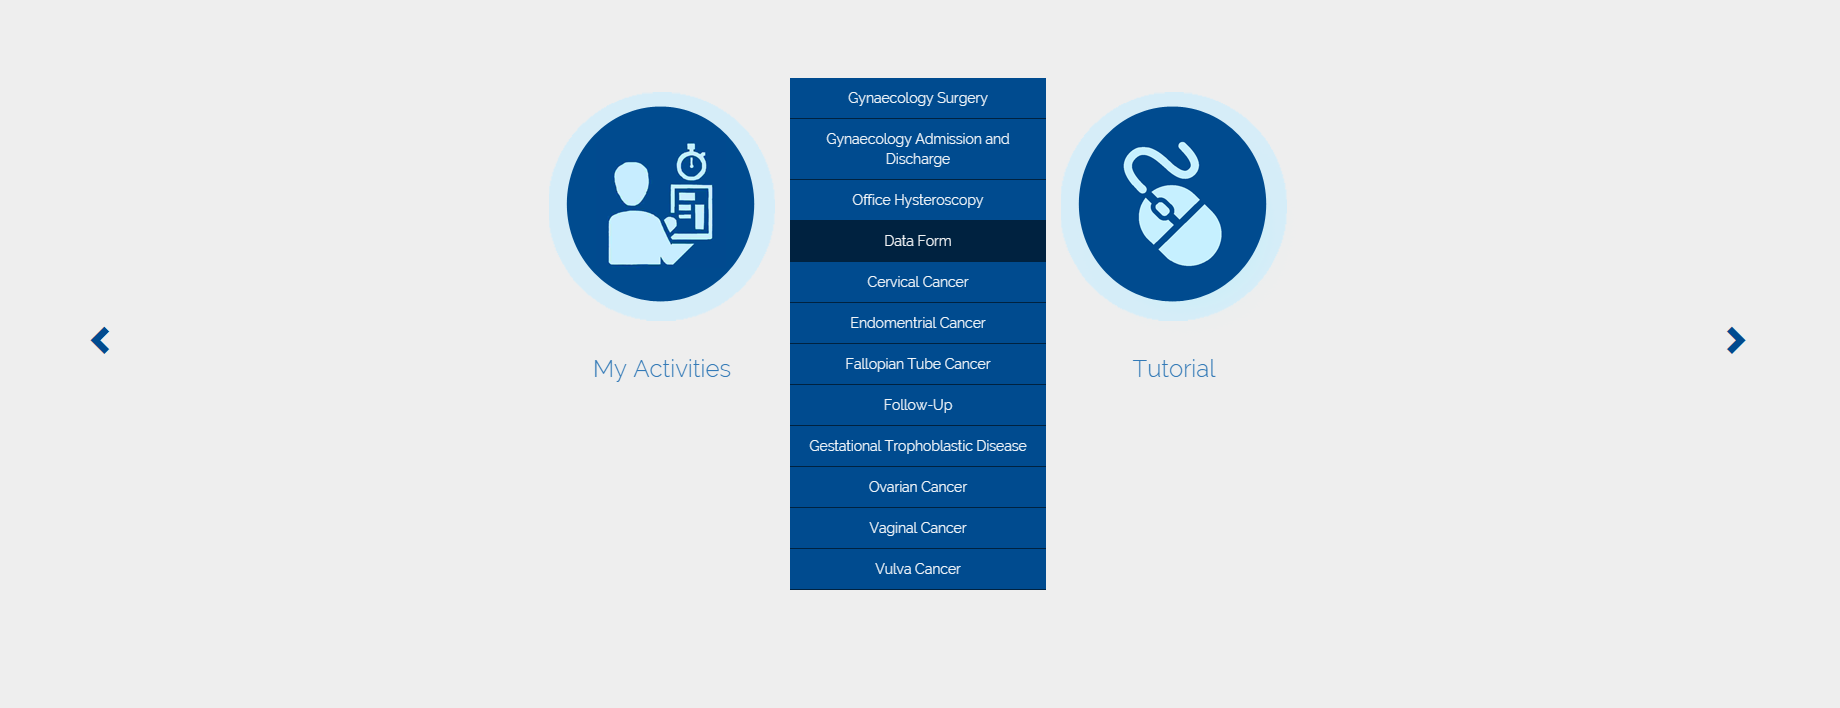 Gynaecology Surgery
Gynaecology Admission and
Discharge
Office Hysteroscopy
Data Form
Cervical Cancer
Endomentrial Cancer
Fallopian Tube Cancer
Follow-Up
Gestational Trophoblastic Disease
Ovarian Cancer
Vaginal Cancer
Vulva Cancer
My Activities
Tutorial